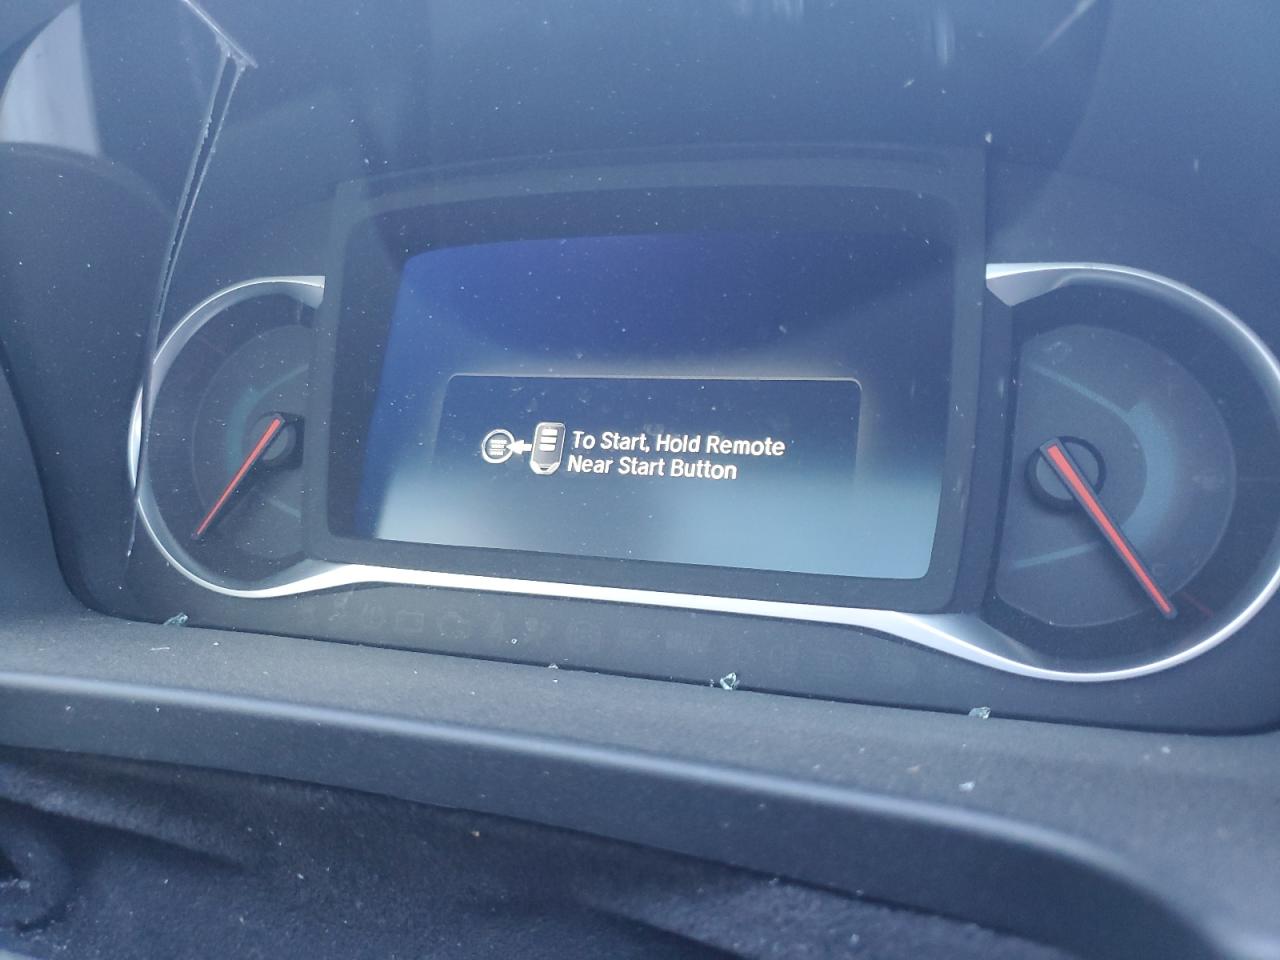 To Start, Hold Remote
Near Start Button